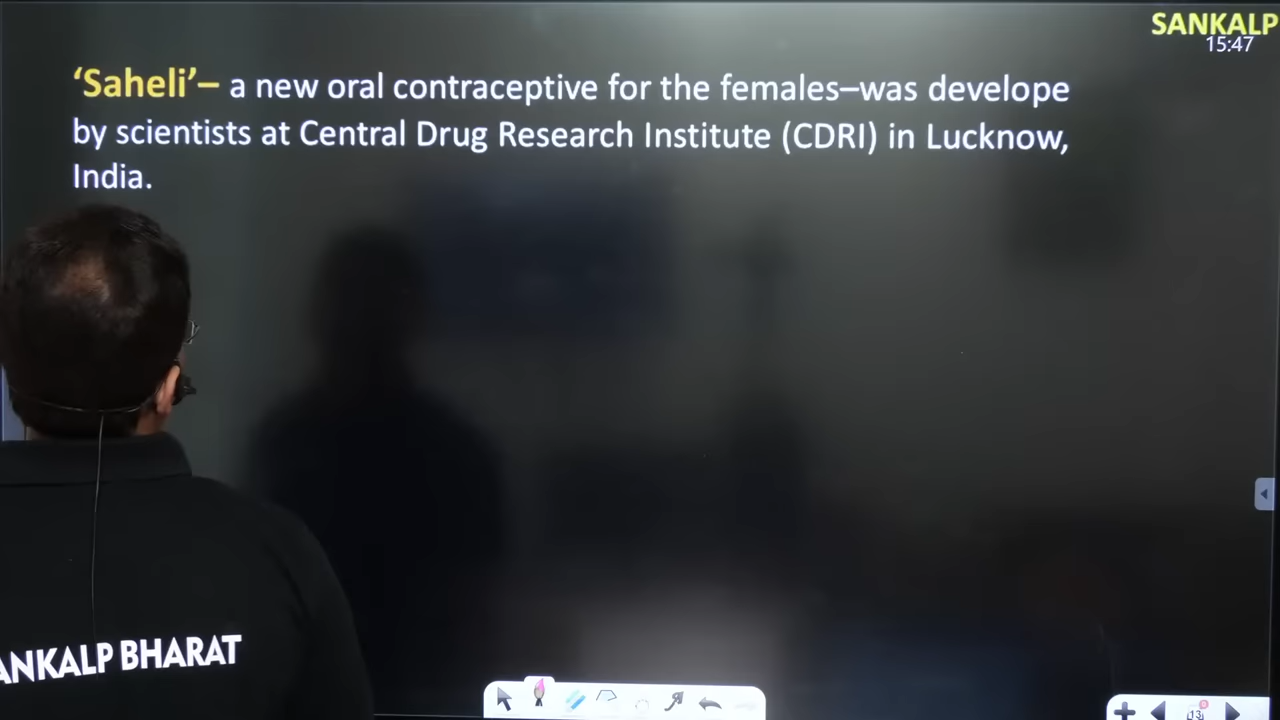 SANKALP
15:47
‘Saheli’– a new oral contraceptive for the females–was develope
by scientists at Central Drug Research Institute (CDRI) in Lucknow,
India.
ANKALP BHARAT
13